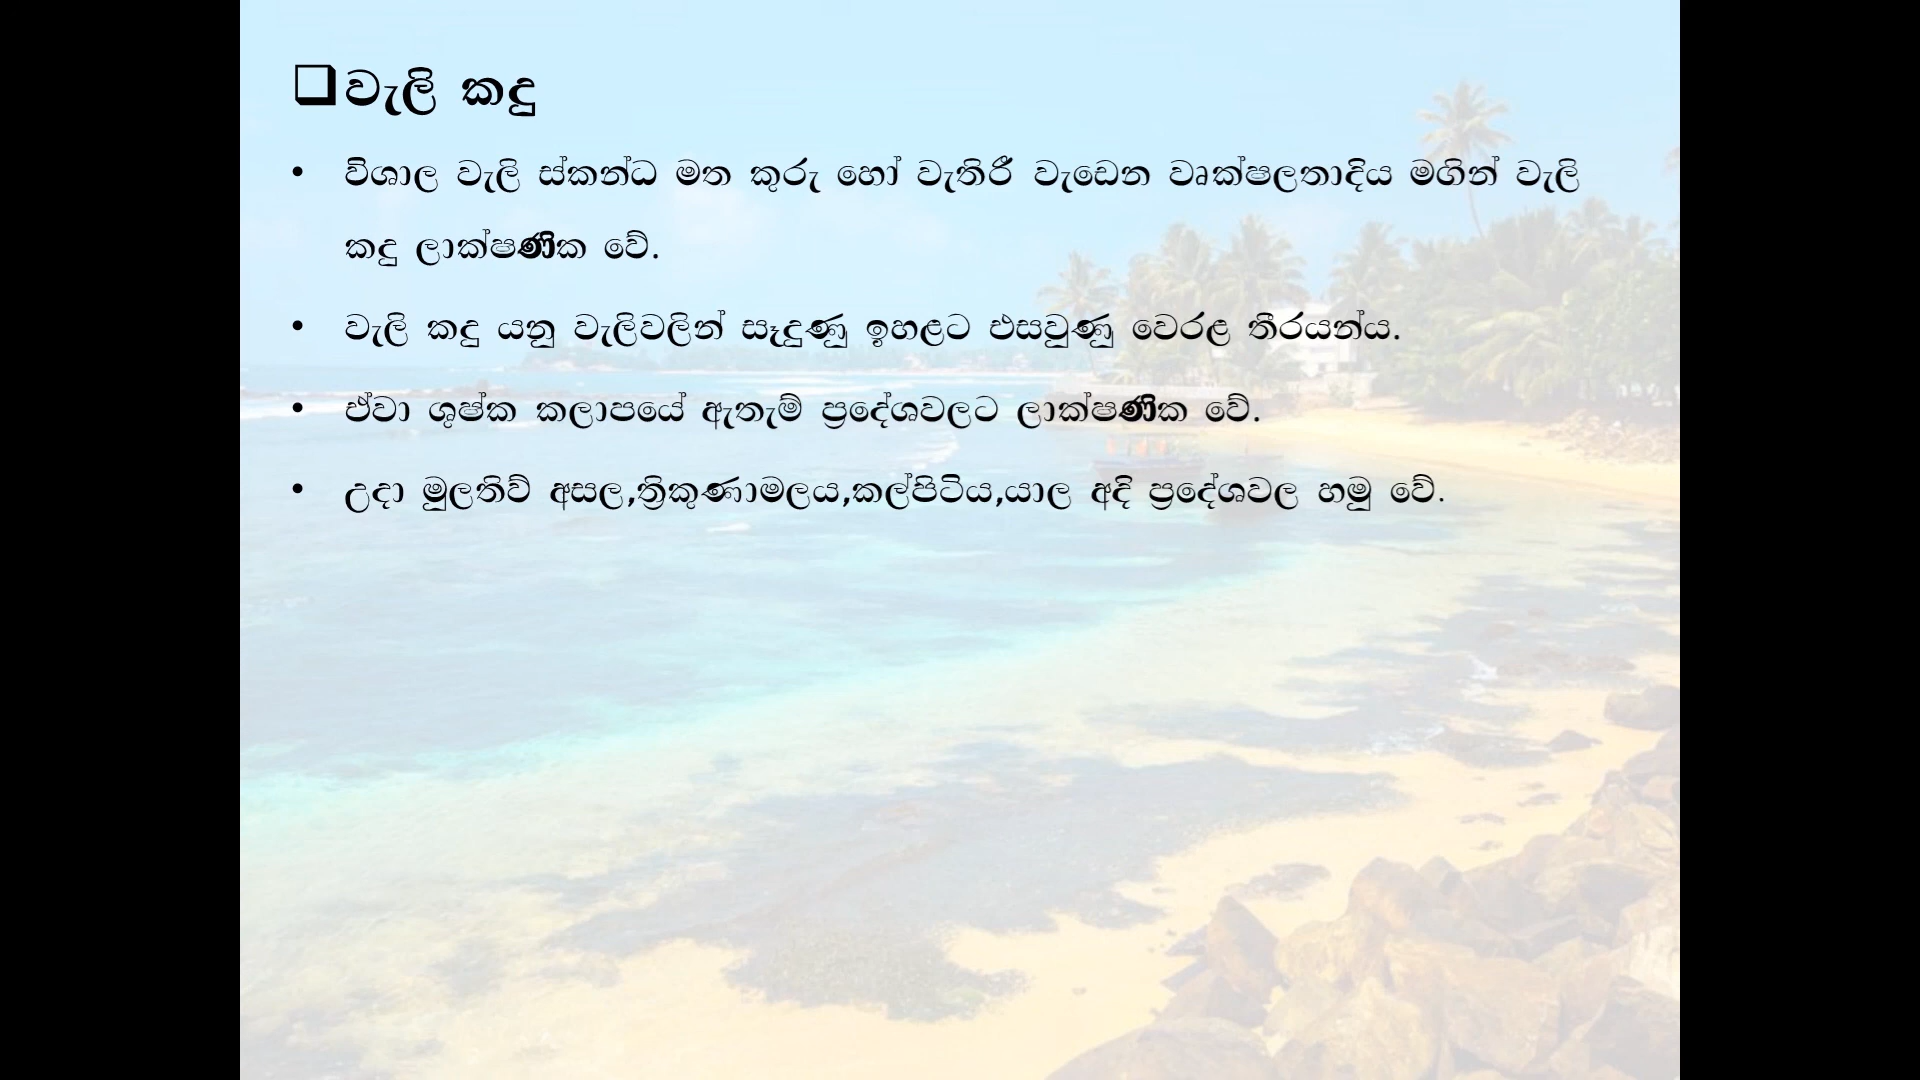 ❑වැලි කඳු
• විශාල වැලි ස්කන්ධ මත කුරු හෝ වැතිරී වැඩෙන වෘක්ෂලතාදිය මගින් වැලි
කඳු ලාක්ෂණික වේ.
• වැලි කඳු යනු වැලිවලින් සෑදුණු ඉහළට එසවුණු වෙරළ තීරයන්ය.
• ඒවා ශුෂ්ක කලාපයේ ඇතැම් ප්‍රදේශවලට ලාක්ෂණික වේ.
• උදා මුලතිව් අසල,ත්‍රිකුණාමලය,කල්පිටිය,යාල අදි ප්‍රදේශවල හමු වේ.